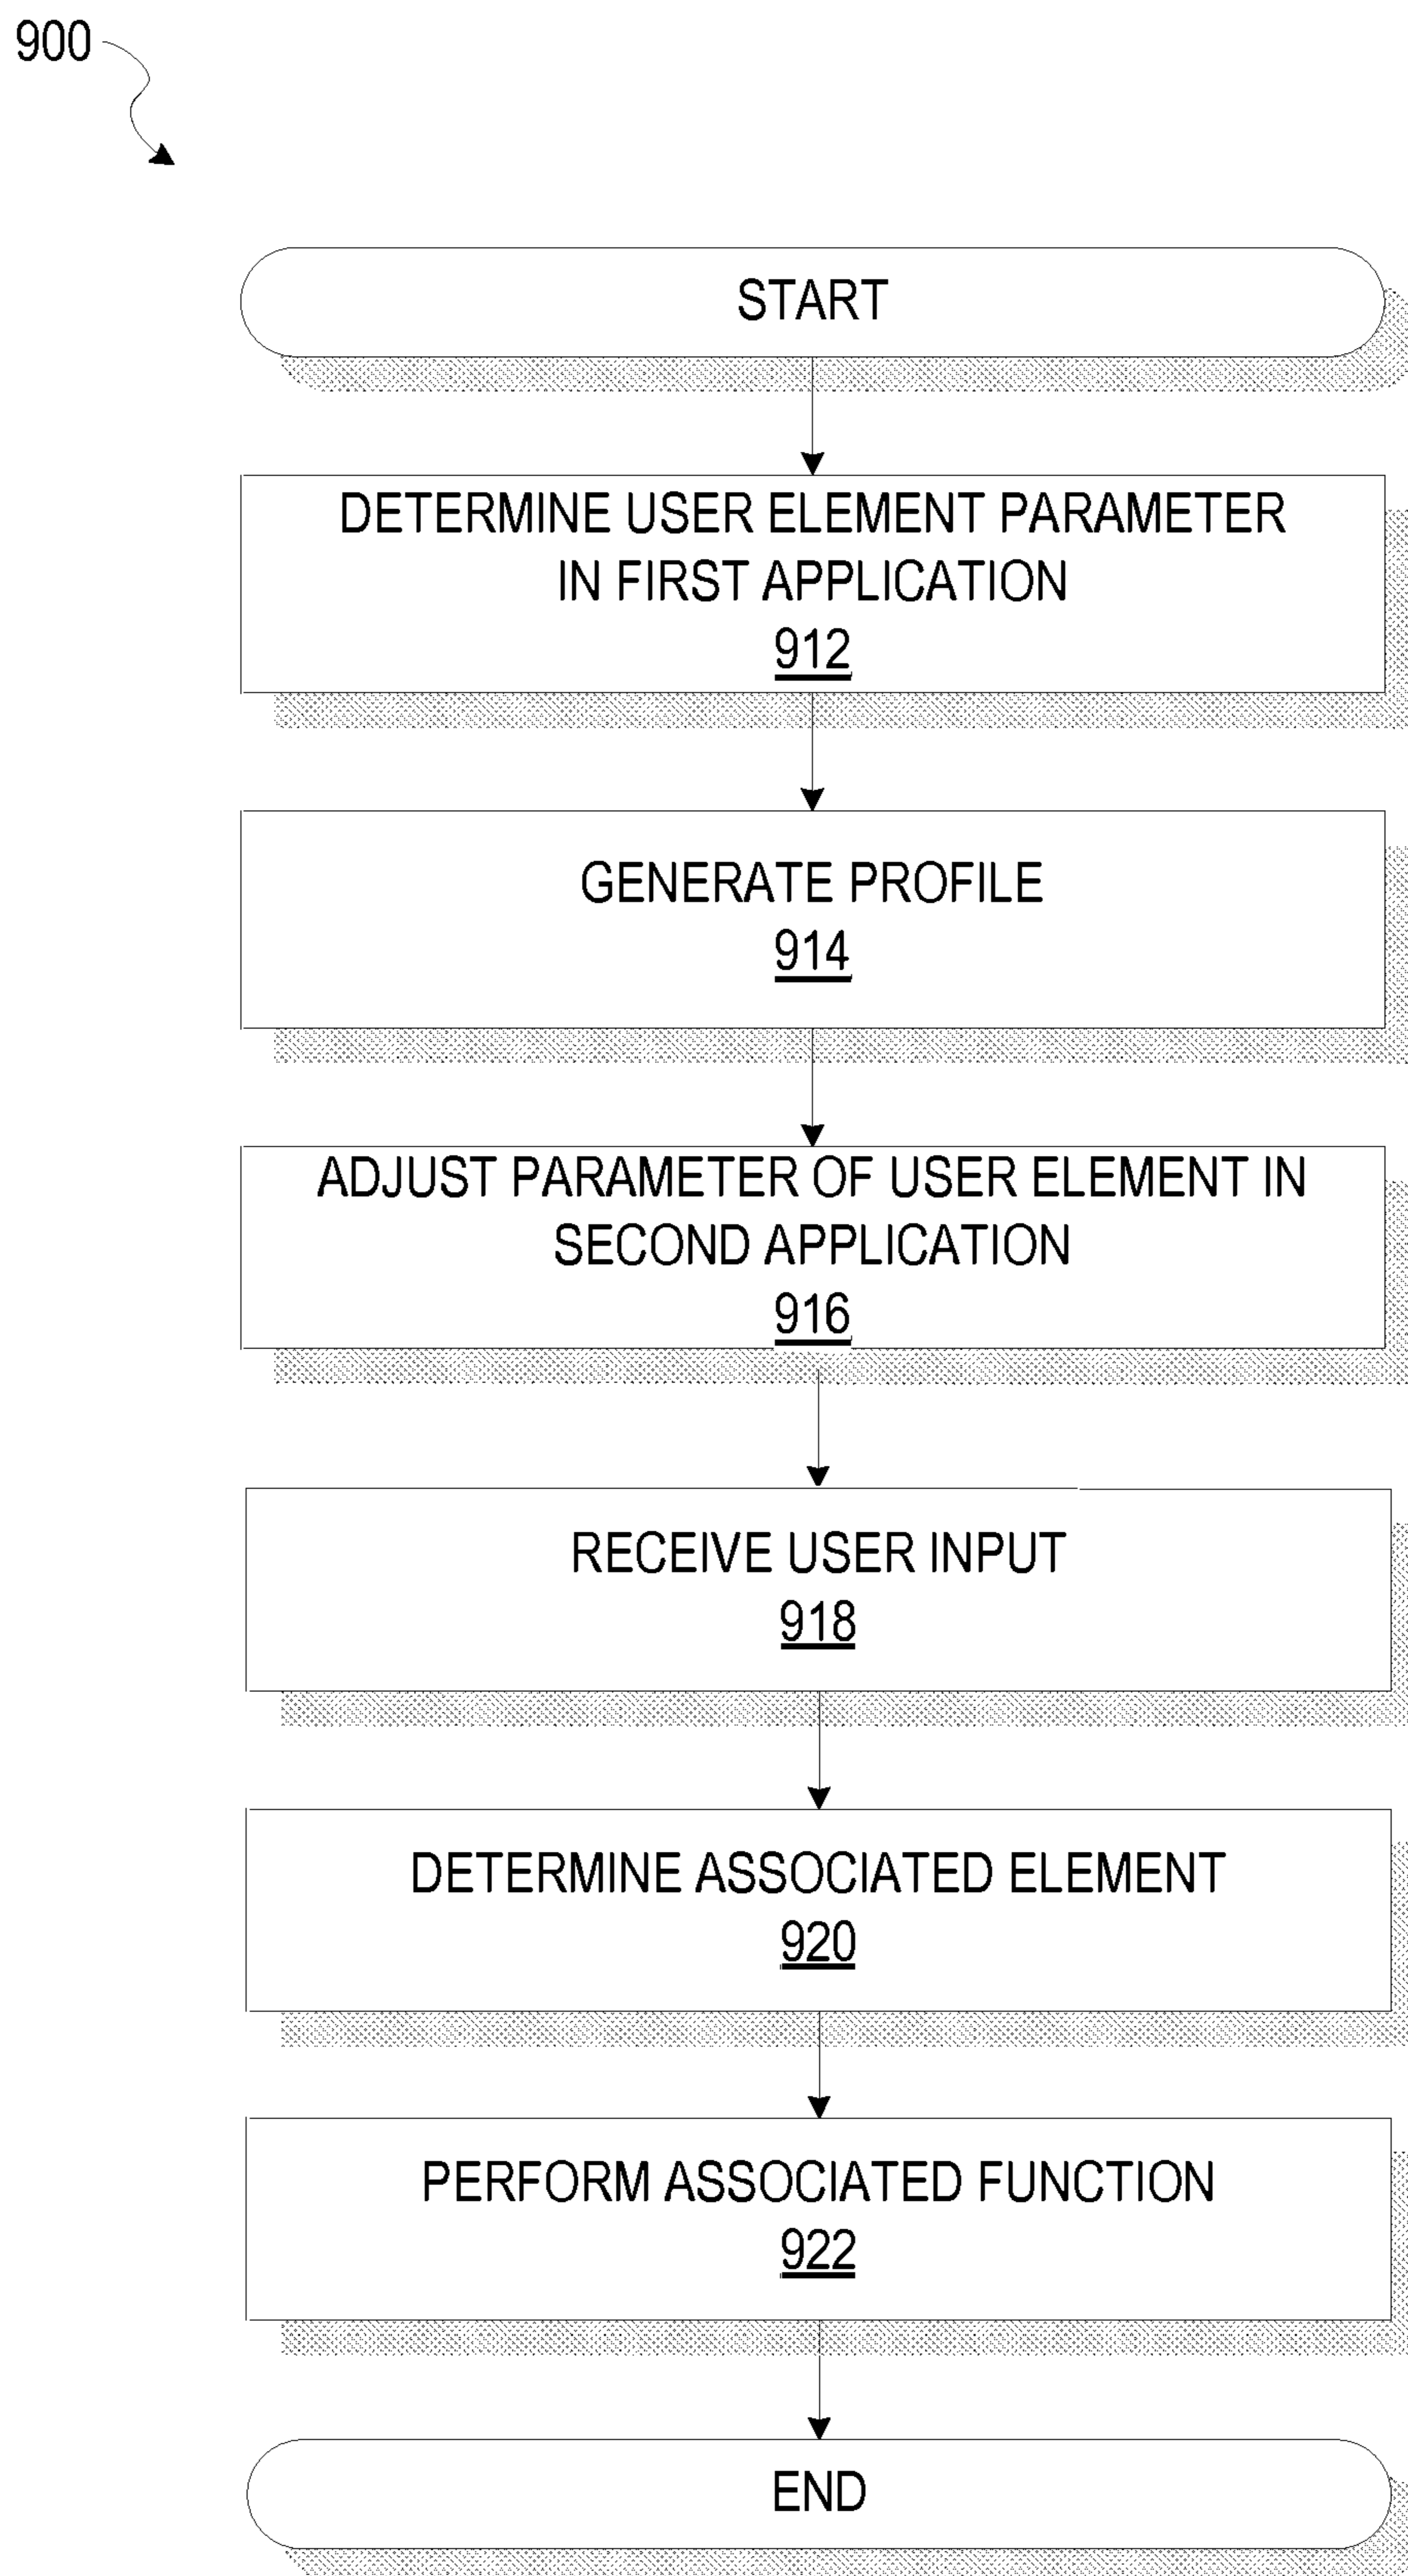 900
START
DETERMINE USER ELEMENT PARAMETER
IN FIRST APPLICATION
912
GENERATE PROFILE
914
ADJUST PARAMETER OF USER ELEMENT IN
SECOND APPLICATION
916
RECEIVE USER INPUT
918
DETERMINE ASSOCIATED ELEMENT
920
PERFORM ASSOCIATED FUNCTION
922
END